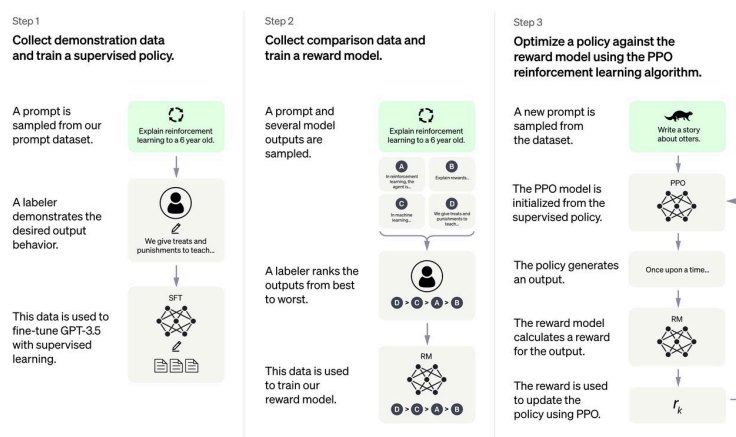 Step 1
Collect demonstration data
and train a supervised policy.
A prompt is
sampled from our
prompt dataset.
Explain reinforcement
learning to a 6 year old.
A labeler
demonstrates the
desired output
behavior.
We give treats and
punishments to teach...
This data is used to
fine-tune GPT-3.5
with supervised
learning.
SFT
Step 2
Collect comparison data and
train a reward model.
A prompt and
several model
outputs are
sampled.
Explain reinforcement
learning to a 6 year old.
A
In reinforcement
learning, the
agent is...
B
Explain rewards...
C
In machine
learning...
D
We give treats and
punishments to
teach...
A labeler ranks the
outputs from best
to worst.
D > C > A > B
This data is used
to train our
reward model.
RM
D > C > A > B
Step 3
Optimize a policy against the
reward model using the PPO
reinforcement learning algorithm.
A new prompt is
sampled from
the dataset.
Write a story
about otters.
The PPO model is
initialized from the
supervised policy.
PPO
The policy generates
an output.
Once upon a time...
The reward model
calculates a reward
for the output.
RM
The reward is used
to update the
policy using PPO.
rₖ